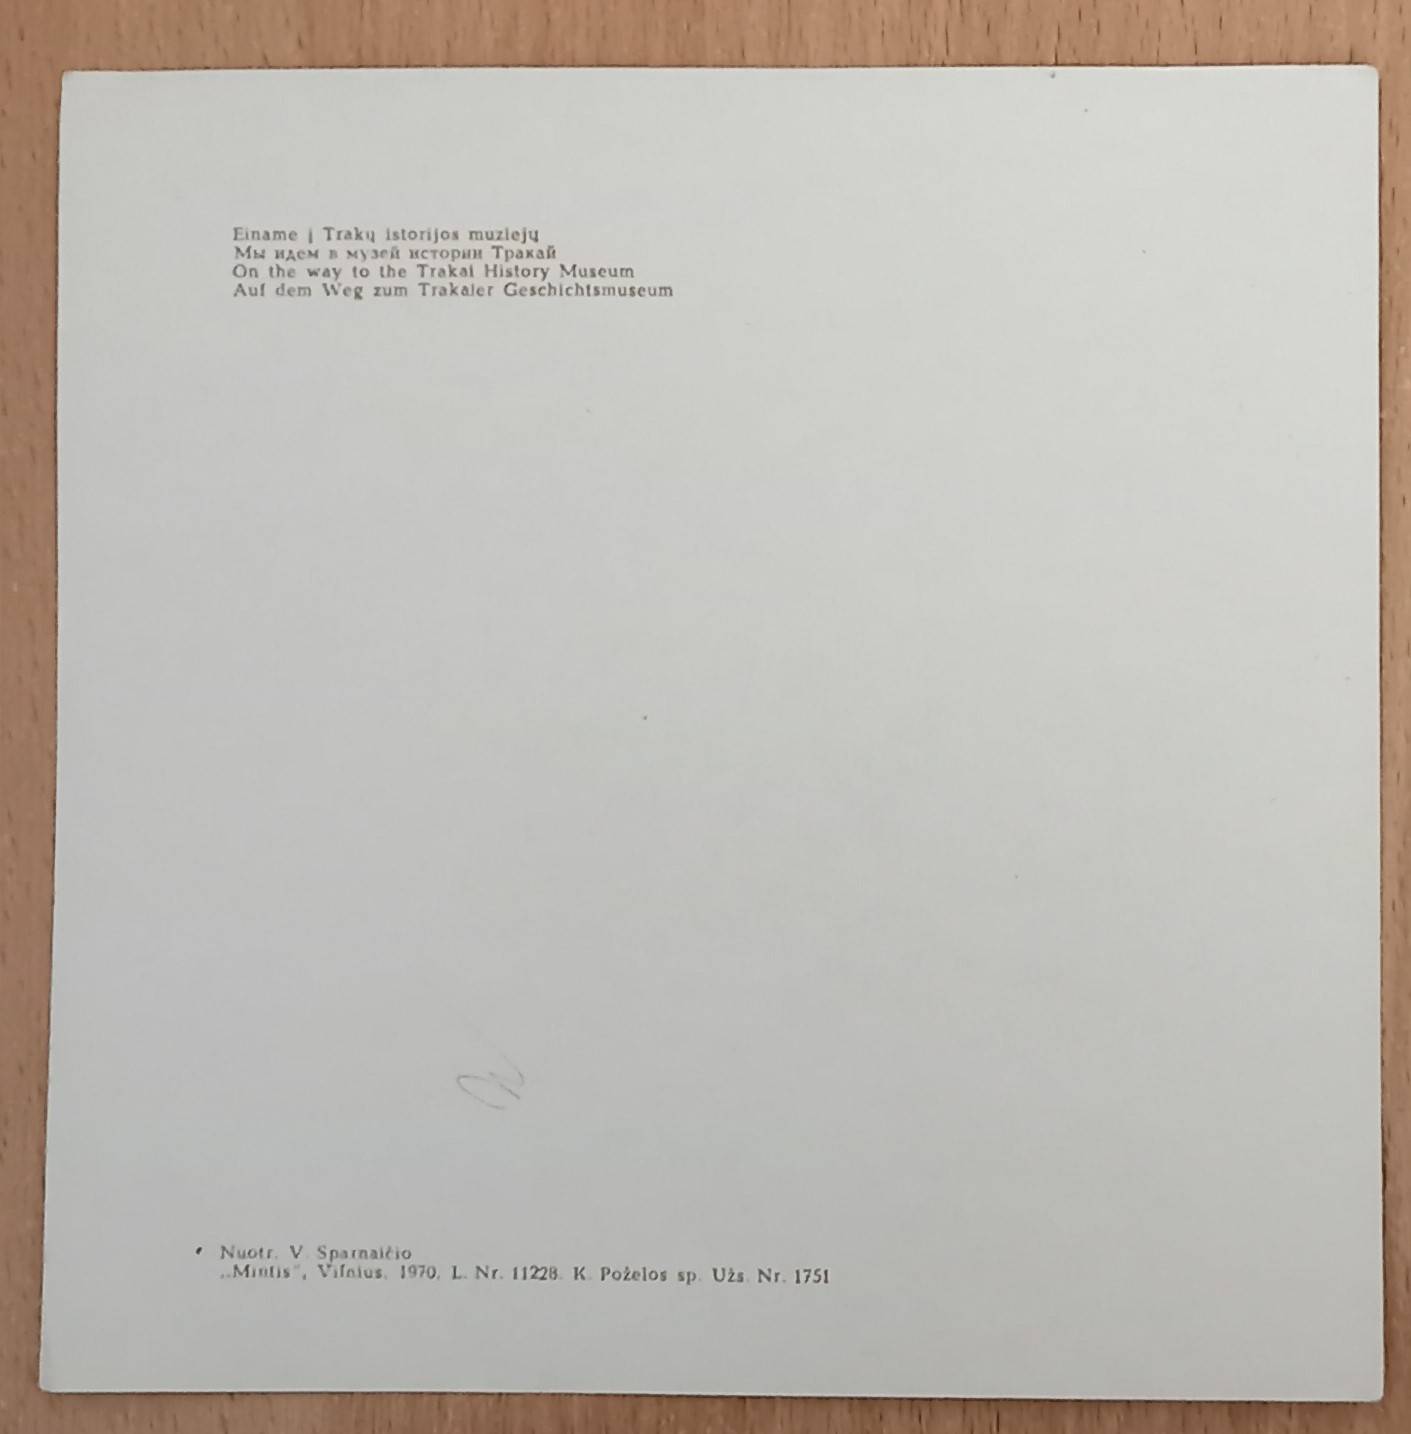 Einame į Trakų istorijos muziejų
Мы идем в музей истории Тракай
On the way to the Trakai History Museum
Auf dem Weg zum Trakaier Geschichtsmuseum
Nuotr. V. Sparnaičio
„Mintis", Vilnius, 1970, L. Nr. 11228. K. Poželos sp. Užs. Nr. 1751